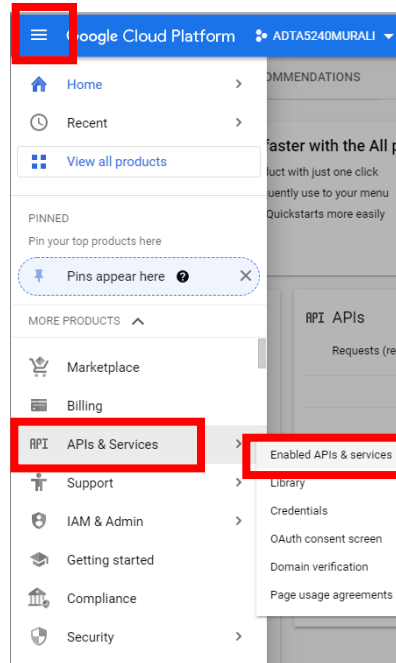 Google Cloud Platform
ADTA5240MURALI
OMMENDATIONS
Home
Recent
View all products
faster with the All p
duct with just one click
uently use to your menu
Quickstarts more easily
PINNED
Pin your top products here
Pins appear here
MORE PRODUCTS
API APIs
Requests (re
Marketplace
Billing
API APIs & Services
Enabled APIs & services
Support
Library
Credentials
IAM & Admin
OAuth consent screen
Getting started
Domain verification
Compliance
Page usage agreements
Security